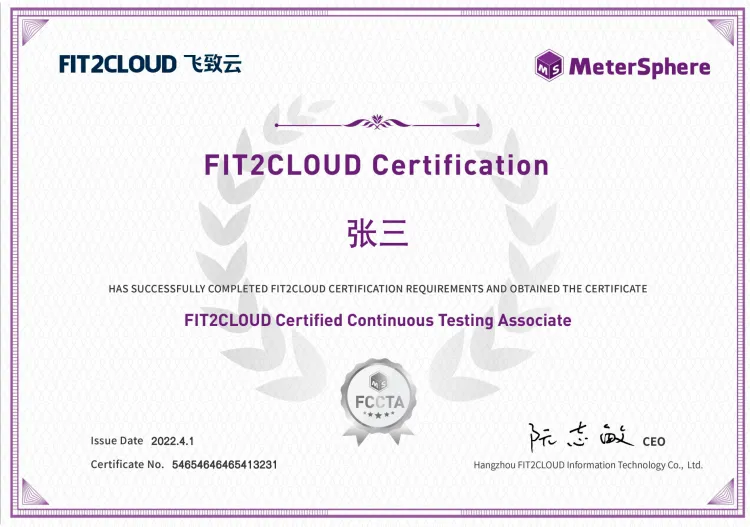 FIT2CLOUD 飞致云
MS MeterSphere
FIT2CLOUD Certification
张三
HAS SUCCESSFULLY COMPLETED FIT2CLOUD CERTIFICATION REQUIREMENTS AND OBTAINED THE CERTIFICATE
FIT2CLOUD Certified Continuous Testing Associate
MS
FCCTA
Issue Date 2022.4.1
阮志敏 CEO
Certificate No. 54654646465413231
Hangzhou FIT2CLOUD Information Technology Co., Ltd.